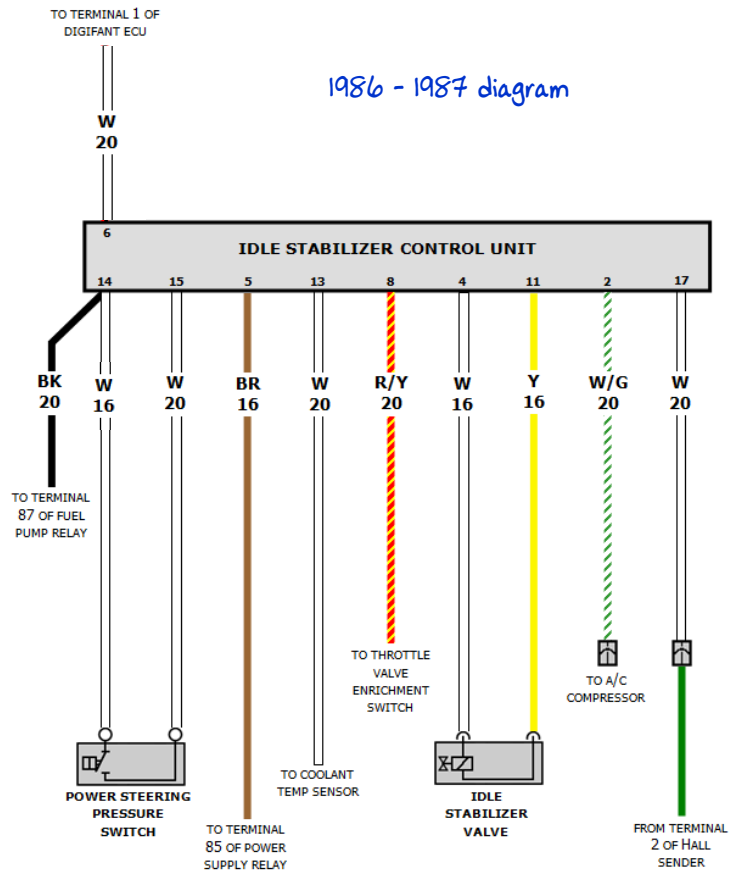 TO TERMINAL 1 OF
DIGIFANT ECU
1986 - 1987 diagram
W
20
6
IDLE STABILIZER CONTROL UNIT
14 15 5 13 8 4 11 2 17
BK W W BR W R/Y W Y W/G W
20 16 20 16 20 20 16 16 20 20
TO TERMINAL
87 OF FUEL
PUMP RELAY
TO THROTTLE
VALVE
ENRICHMENT
SWITCH
TO A/C
COMPRESSOR
TO COOLANT
TEMP SENSOR
POWER STEERING
PRESSURE
SWITCH
IDLE
STABILIZER
VALVE
TO TERMINAL
85 OF POWER
SUPPLY RELAY
FROM TERMINAL
2 OF HALL
SENDER